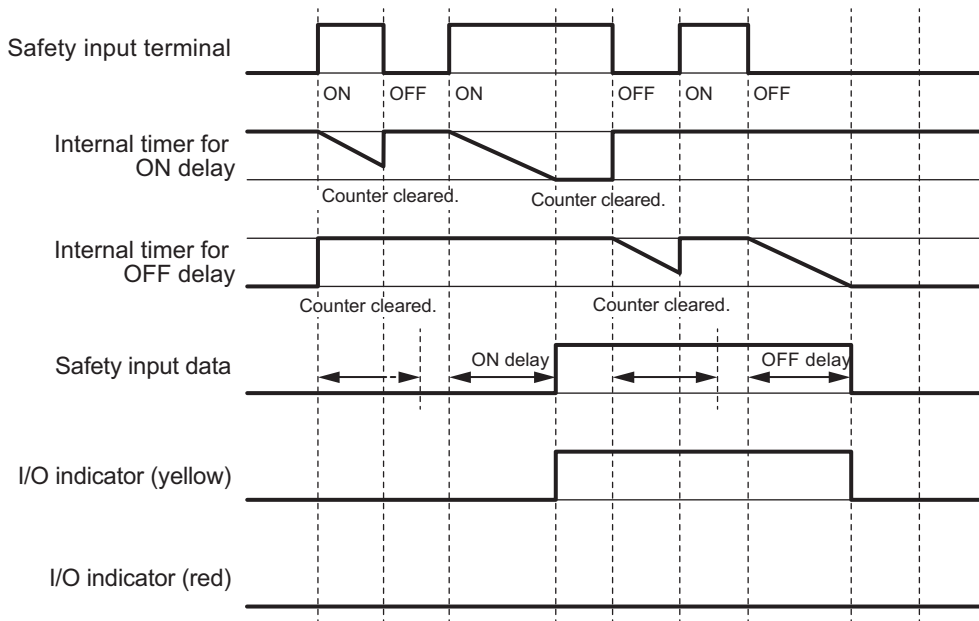 Safety input terminal
ON OFF ON OFF ON OFF
Internal timer for
ON delay
Counter cleared. Counter cleared.
Internal timer for
OFF delay
Counter cleared. Counter cleared.
Safety input data
ON delay OFF delay
I/O indicator (yellow)
I/O indicator (red)